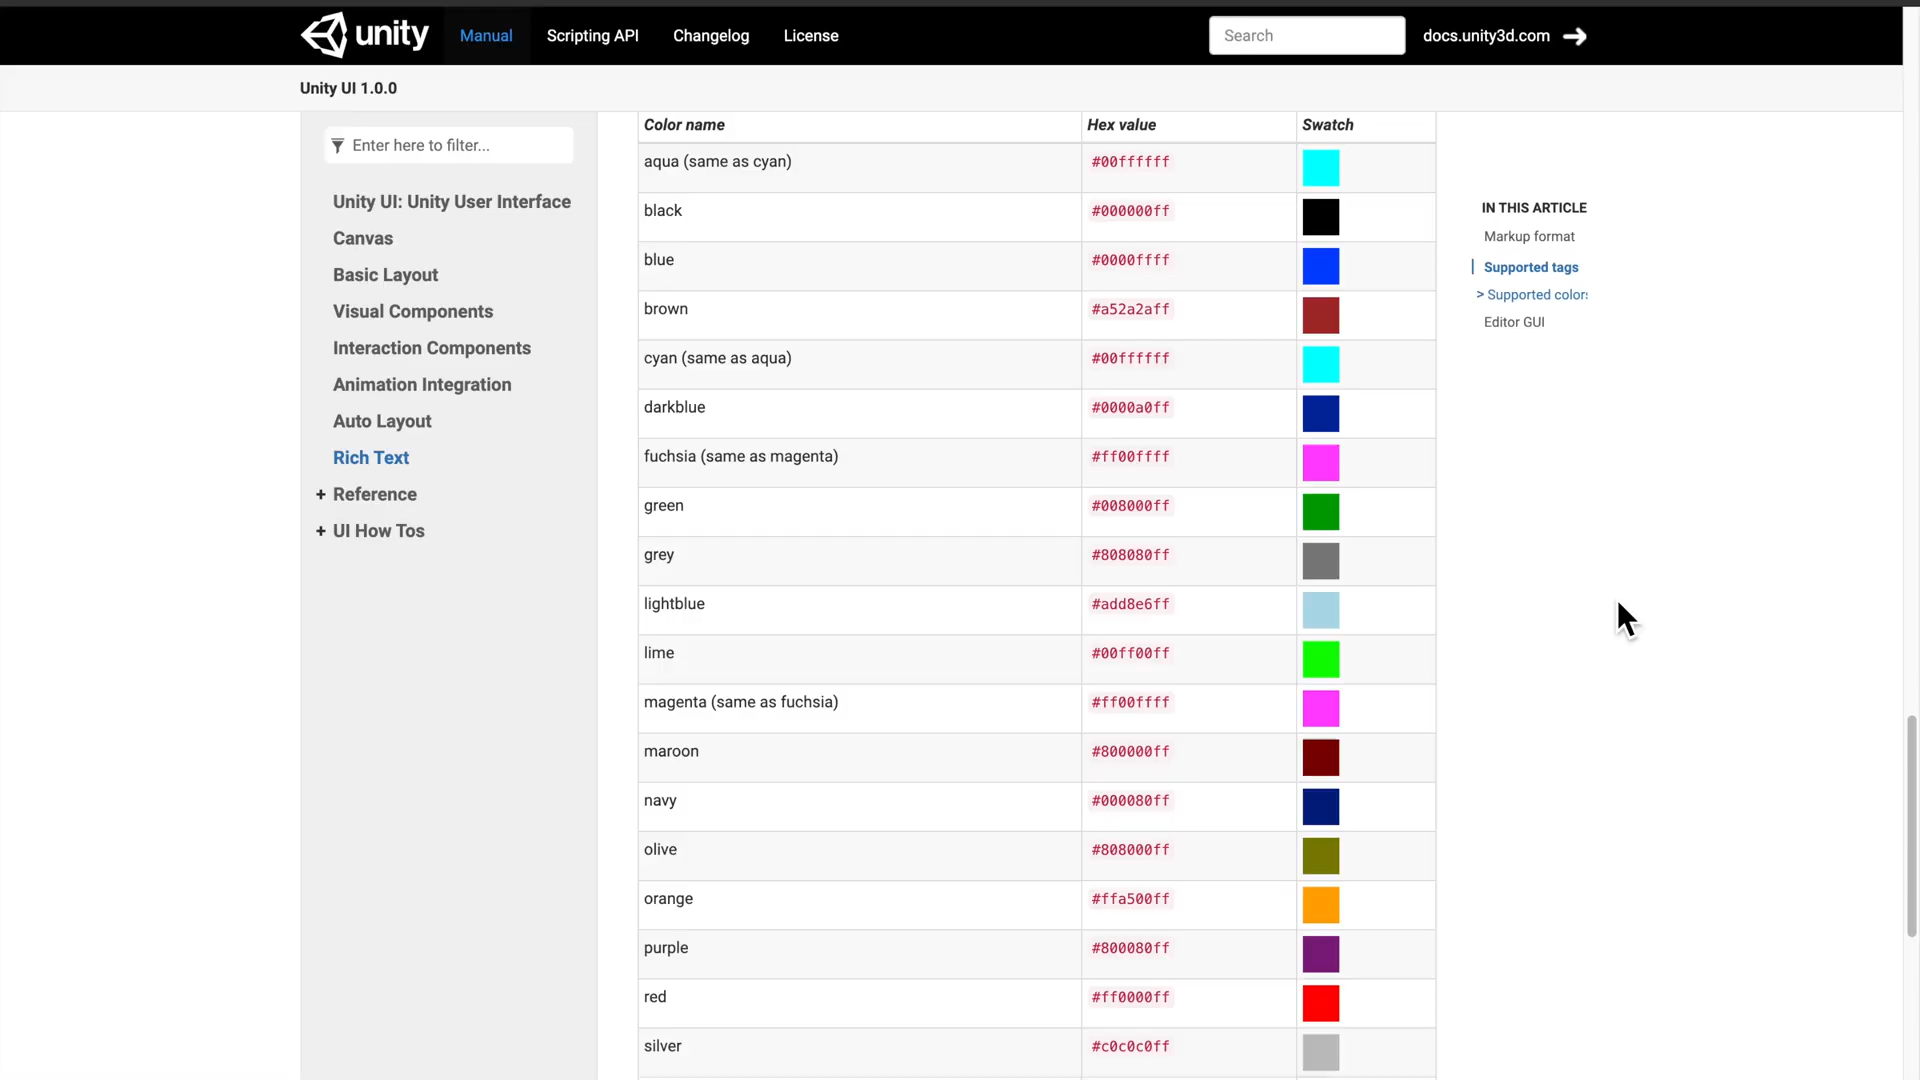 unity Manual Scripting API Changelog License Search docs.unity3d.com
Unity UI 1.0.0
Enter here to filter...
Unity UI: Unity User Interface
Canvas
Basic Layout
Visual Components
Interaction Components
Animation Integration
Auto Layout
Rich Text
+ Reference
+ UI How Tos
Color name Hex value Swatch
aqua (same as cyan) #00ffffff
black #000000ff
blue #0000ffff
brown #a52a2aff
cyan (same as aqua) #00ffffff
darkblue #0000a0ff
fuchsia (same as magenta) #ff00ffff
green #008000ff
grey #808080ff
lightblue #add8e6ff
lime #00ff00ff
magenta (same as fuchsia) #ff00ffff
maroon #800000ff
navy #000080ff
olive #808000ff
orange #ffa500ff
purple #800080ff
red #ff0000ff
silver #c0c0c0ff
IN THIS ARTICLE
Markup format
Supported tags
> Supported colors
Editor GUI